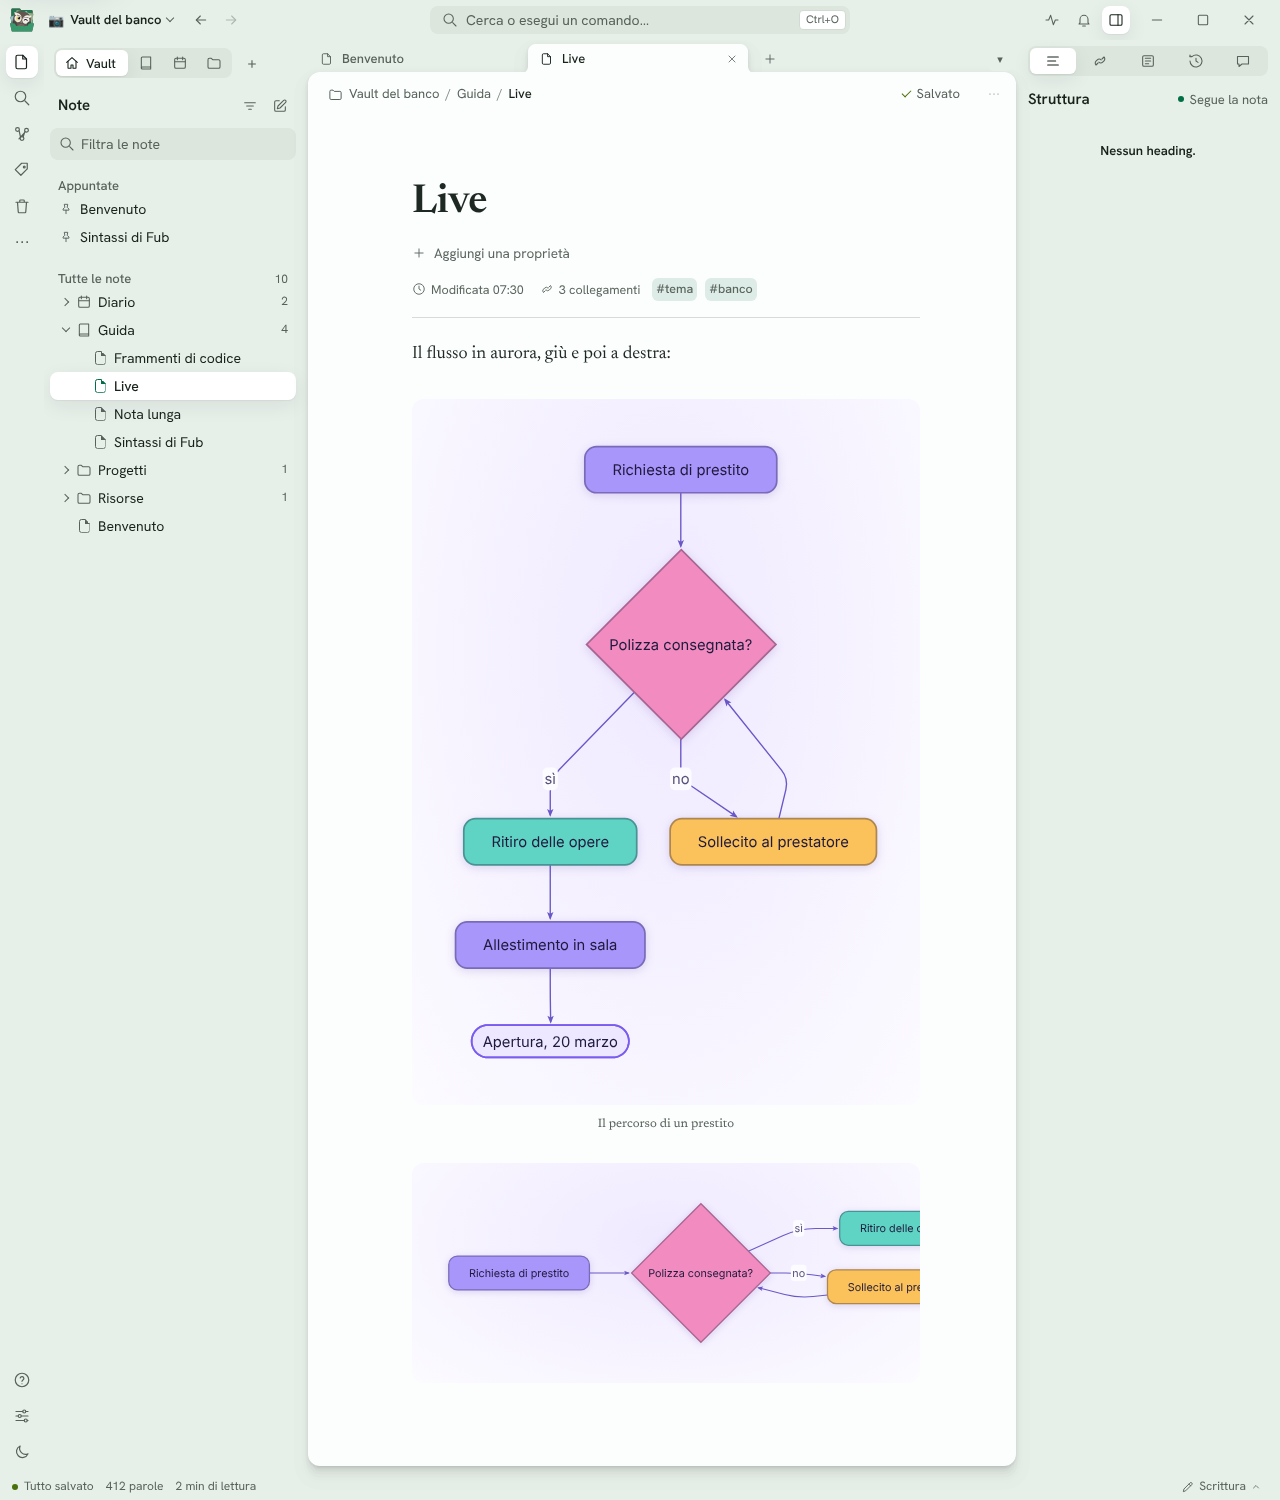 Vault del banco
Cerca o esegui un comando...
Ctrl+O
Vault
Benvenuto
Live
Note
Filtra le note
Appuntate
Benvenuto
Sintassi di Fub
Tutte le note 10
Diario 2
Guida 4
Frammenti di codice
Live
Nota lunga
Sintassi di Fub
Progetti 1
Risorse 1
Benvenuto
Vault del banco / Guida / Live
Salvato
Live
Aggiungi una proprietà
Modificata 07:30 3 collegamenti #tema #banco
Il flusso in aurora, giù e poi a destra:
Richiesta di prestito
Polizza consegnata?
sì
no
Ritiro delle opere
Sollecito al prestatore
Allestimento in sala
Apertura, 20 marzo
Il percorso di un prestito
Richiesta di prestito
Polizza consegnata?
sì
no
Ritiro delle
Sollecito al
Struttura
Segue la nota
Nessun heading.
Tutto salvato 412 parole 2 min di lettura
Scrittura